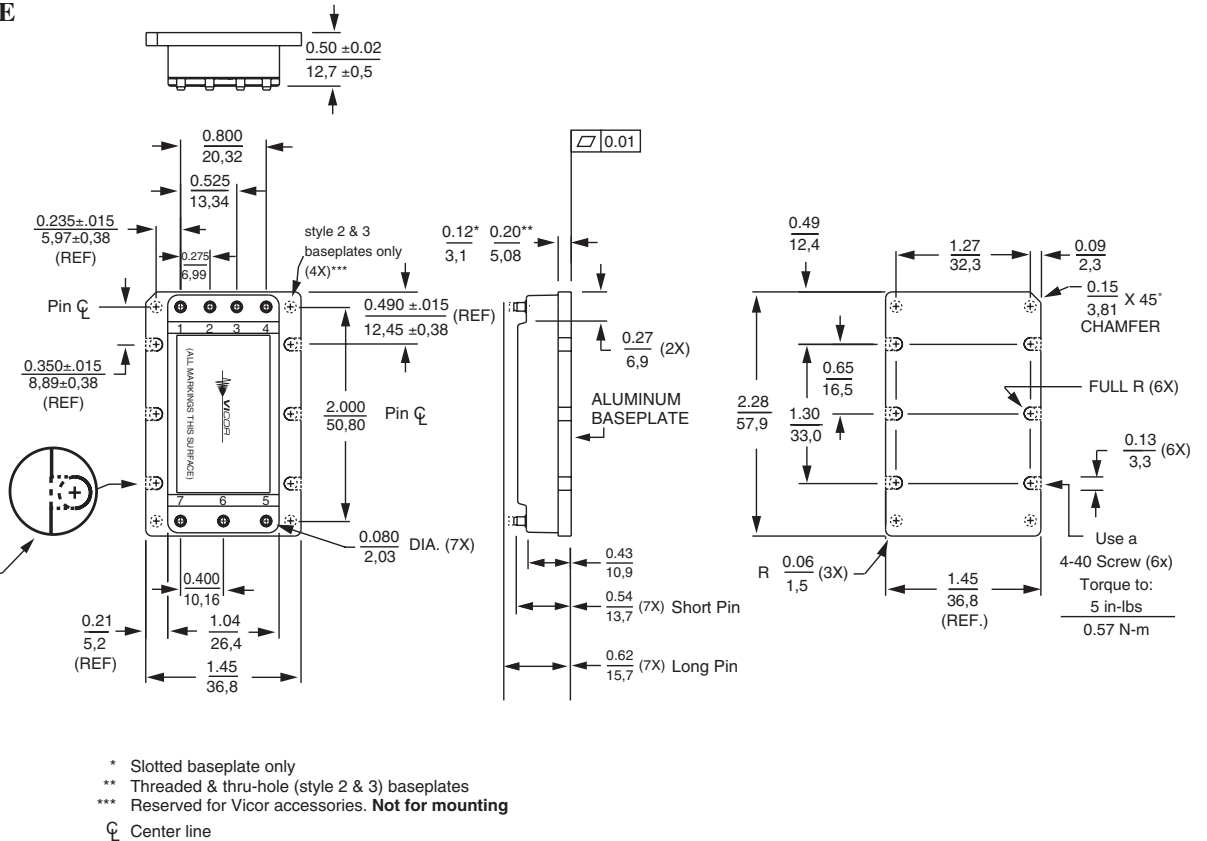 E
0.50 ±0.02
12,7 ±0,5
0.01
0.800
20,32
0.525
13,34
0.235±.015
5,97±0,38
(REF)
0.275
6,99
style 2 & 3
baseplates only
(4X)***
0.12* 0.20**
3,1 5,08
0.49
12,4
1.27
32,3
0.09
2,3
Pin ℄
0.490 ±.015 (REF)
12,45 ±0,38
0.15 X 45°
3,81
CHAMFER
1 2 3 4
0.350±.015
8,89±0,38
(REF)
0.27 (2X)
6,9
0.65
16,5
FULL R (6X)
(ALL MARKINGS THIS SURFACE)
VICOR
2.000
50,80
Pin ℄
ALUMINUM
BASEPLATE
2.28
57,9
1.30
33,0
0.13 (6X)
3,3
7 6 5
0.080 DIA. (7X)
2,03
Use a
4-40 Screw (6x)
Torque to:
5 in-lbs
0.57 N-m
0.43
10,9
R 0.06 (3X)
1,5
0.400
10,16
0.54 (7X) Short Pin
13,7
1.45
36,8
(REF.)
0.21
5,2
(REF)
1.04
26,4
0.62 (7X) Long Pin
15,7
1.45
36,8
* Slotted baseplate only
** Threaded & thru-hole (style 2 & 3) baseplates
*** Reserved for Vicor accessories. Not for mounting
℄ Center line